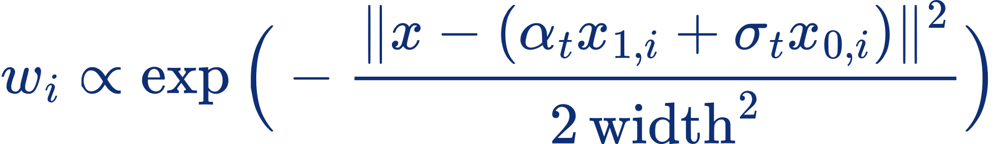 w_i ∝ exp ( − ‖x − (α_t x_{1,i} + σ_t x_{0,i})‖² / 2 width² )